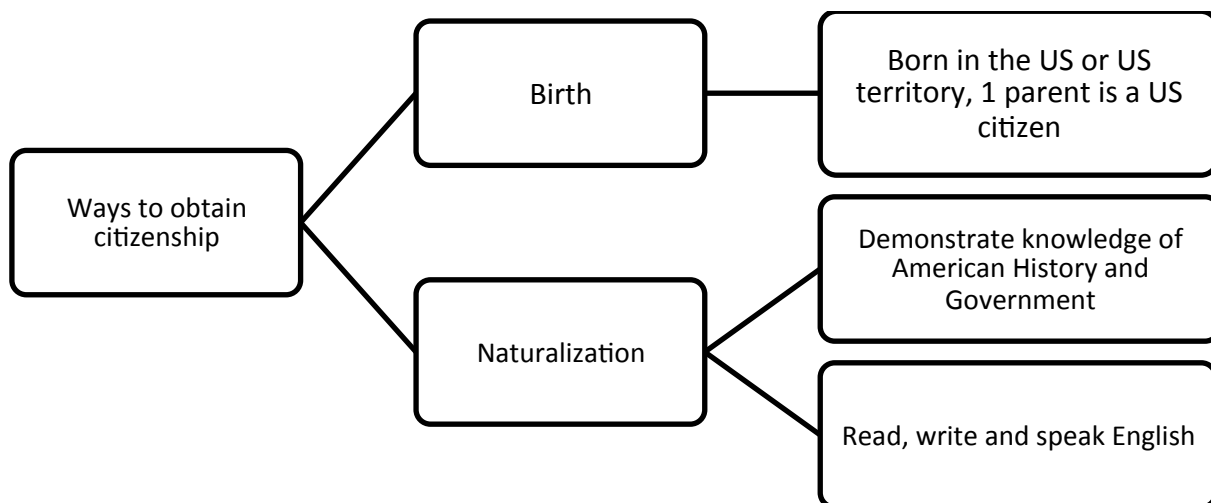 Ways to obtain
citizenship
Birth
Born in the US or US
territory, 1 parent is a US
citizen
Naturalization
Demonstrate knowledge of
American History and
Government
Read, write and speak English